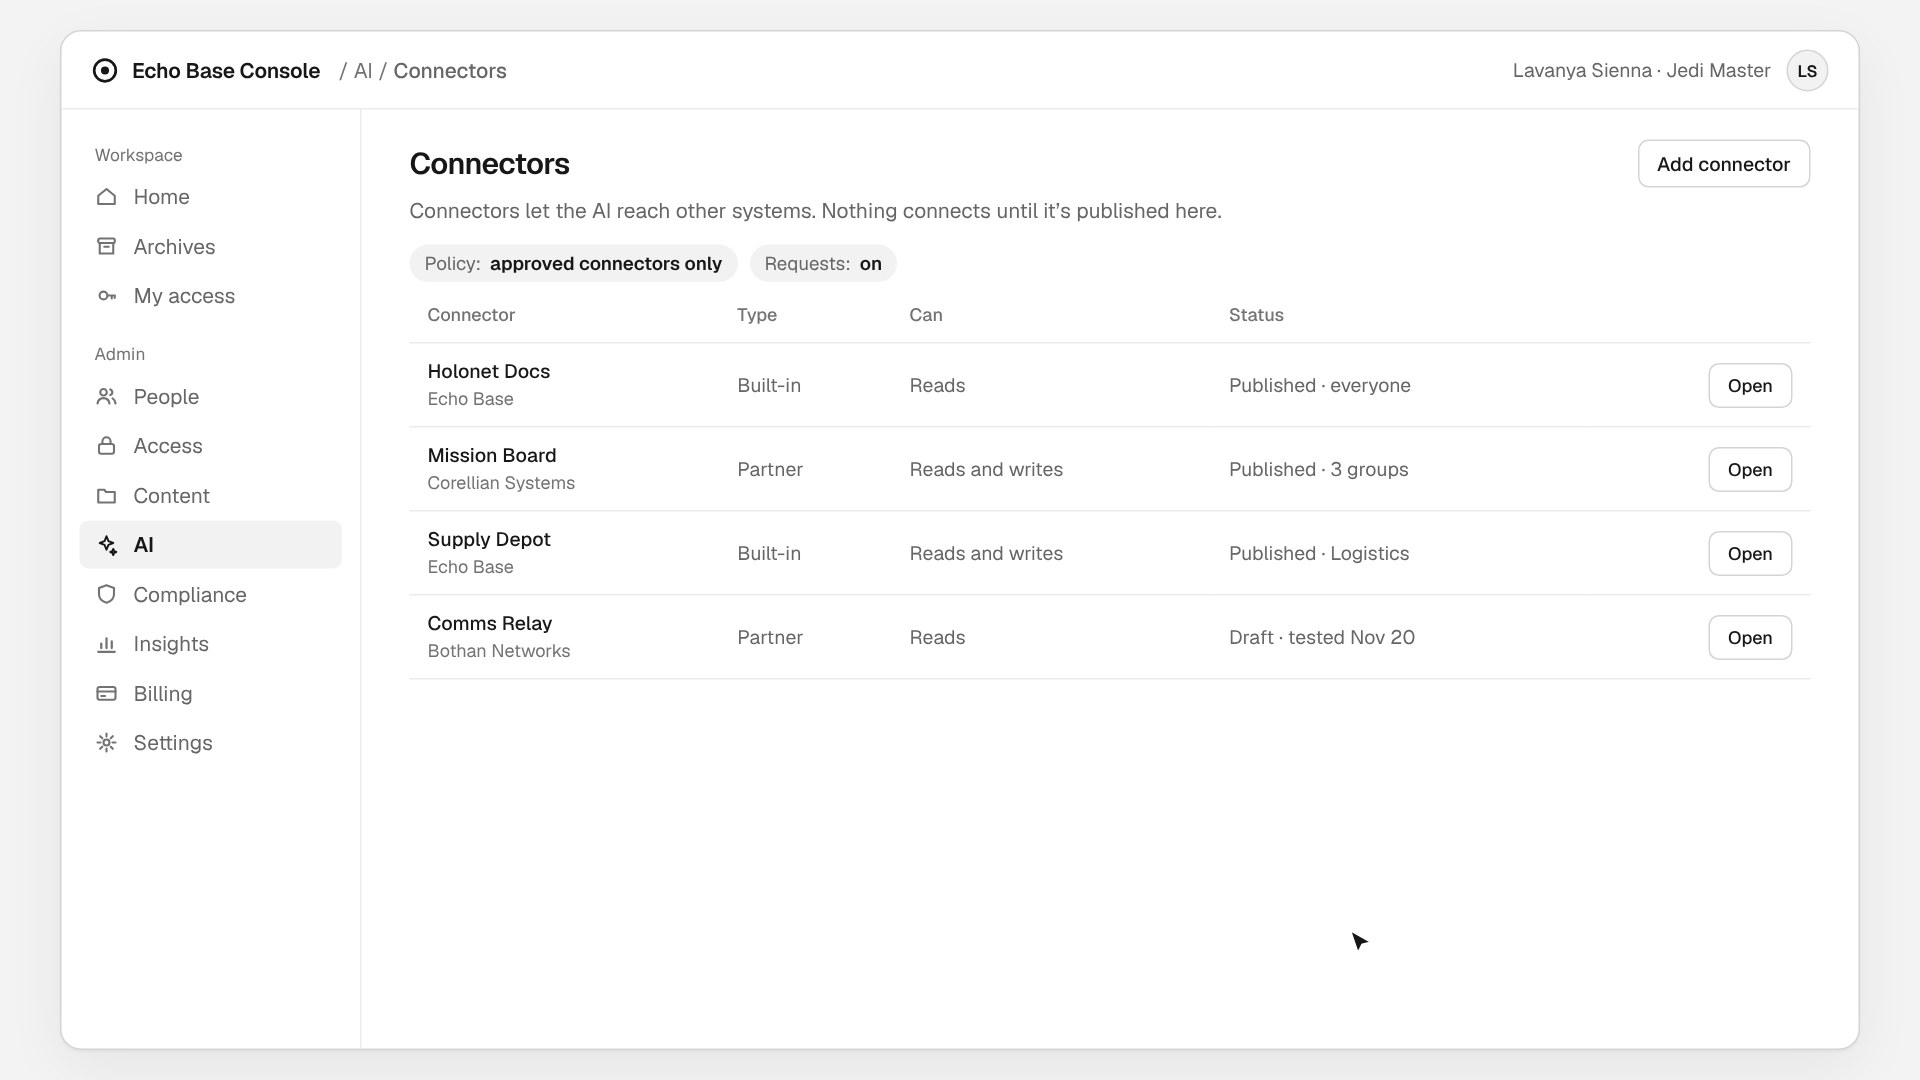 Echo Base Console / AI / Connectors
Lavanya Sienna · Jedi Master LS
Workspace
Home
Archives
My access
Admin
People
Access
Content
AI
Compliance
Insights
Billing
Settings
Connectors
Add connector
Connectors let the AI reach other systems. Nothing connects until it’s published here.
Policy: approved connectors only Requests: on
Connector Type Can Status
Holonet Docs
Echo Base
Built-in Reads Published · everyone Open
Mission Board
Corellian Systems
Partner Reads and writes Published · 3 groups Open
Supply Depot
Echo Base
Built-in Reads and writes Published · Logistics Open
Comms Relay
Bothan Networks
Partner Reads Draft · tested Nov 20 Open